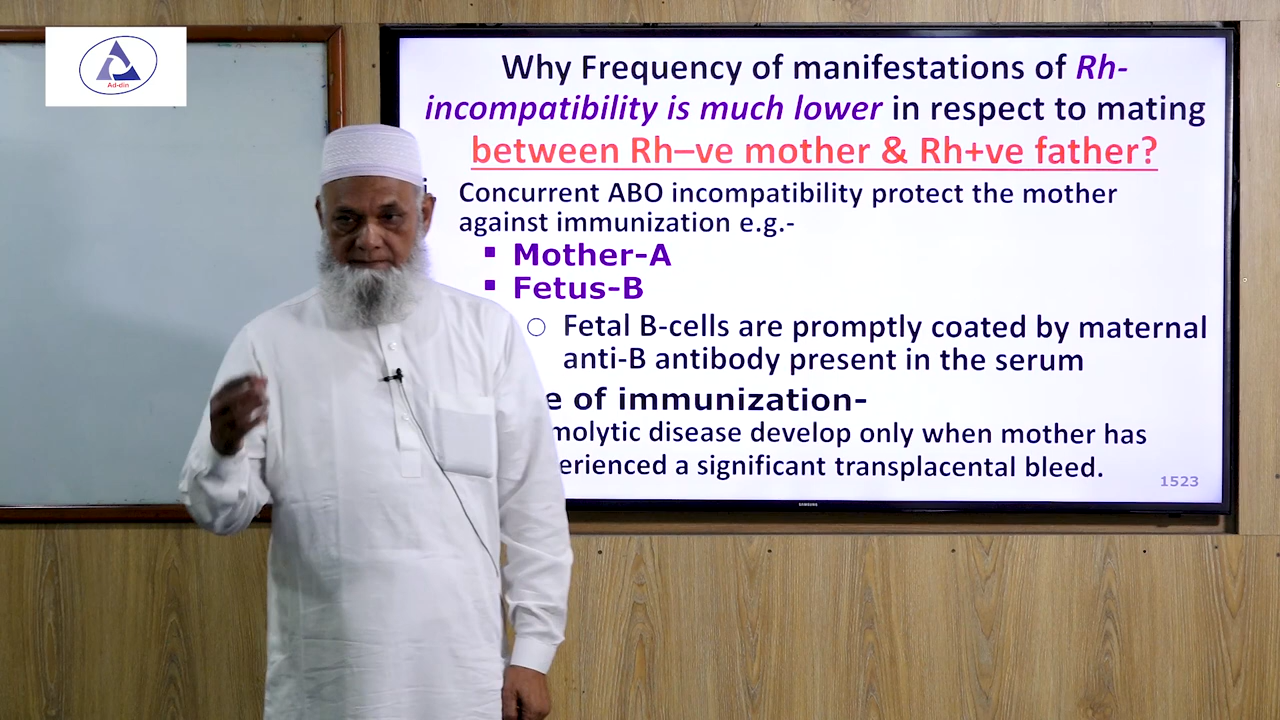 Ad-din
Why Frequency of manifestations of Rh-
incompatibility is much lower in respect to mating
between Rh–ve mother & Rh+ve father?
i. Concurrent ABO incompatibility protect the mother
against immunization e.g.-
▪ Mother-A
▪ Fetus-B
○ Fetal B-cells are promptly coated by maternal
anti-B antibody present in the serum
e of immunization-
molytic disease develop only when mother has
erienced a significant transplacental bleed.
1523
SAMSUNG